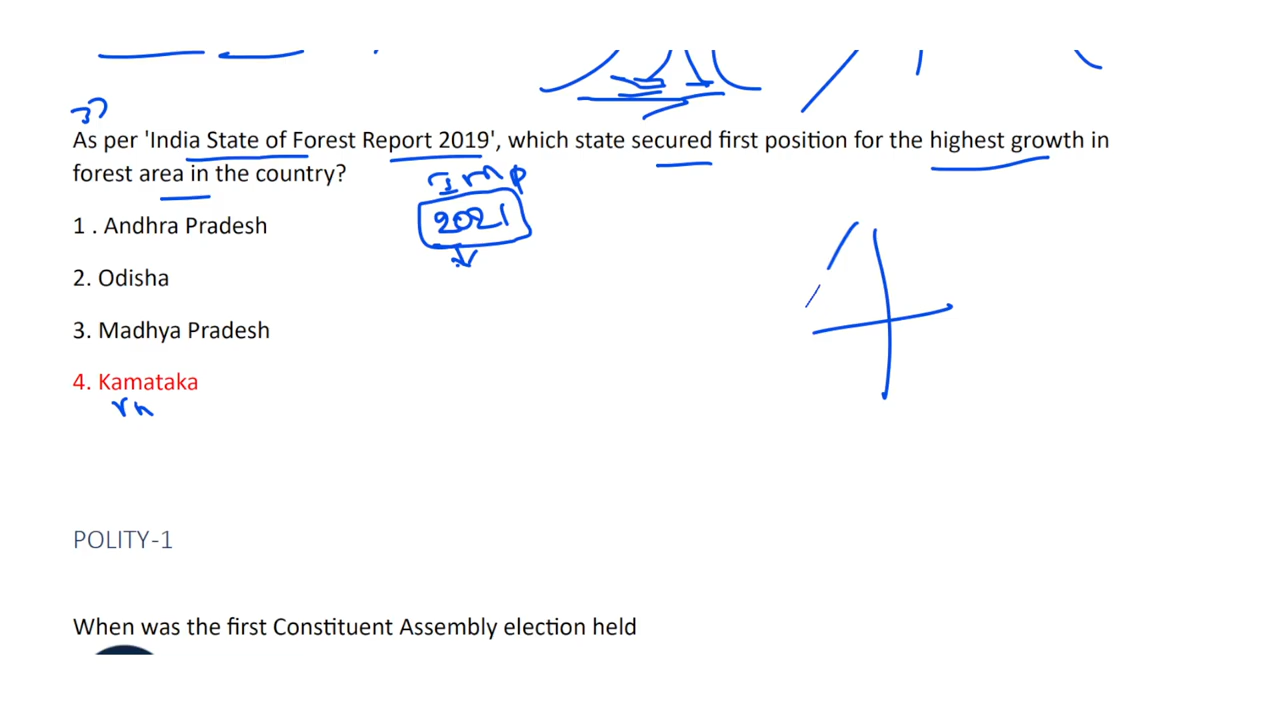 37
As per 'India State of Forest Report 2019', which state secured first position for the highest growth in
forest area in the country?
Imp
2021
1 . Andhra Pradesh
2. Odisha
3. Madhya Pradesh
4. Kamataka
rn
POLITY-1
When was the first Constituent Assembly election held